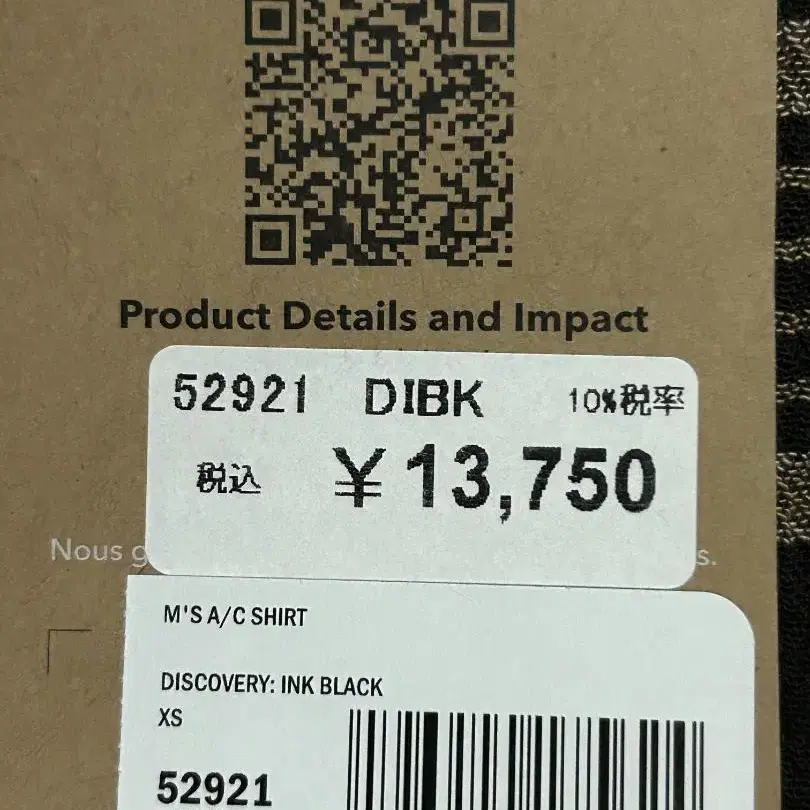 Product Details and Impact
52921 DIBK 10%税率
税込 ¥13,750
Nous g
s.
M'S A/C SHIRT
DISCOVERY: INK BLACK
XS
52921